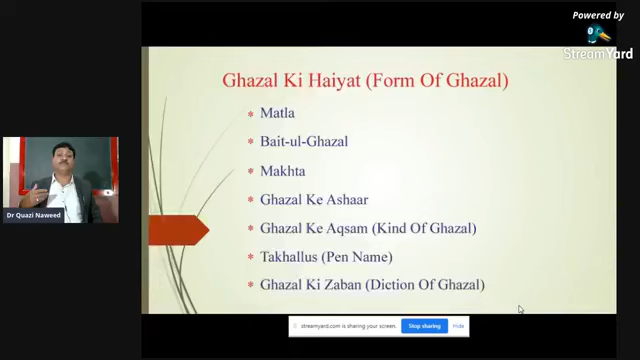 Powered by
StreamYard
Ghazal Ki Haiyat (Form Of Ghazal)
* Matla
* Bait-ul-Ghazal
* Makhta
* Ghazal Ke Ashaar
* Ghazal Ke Aqsam (Kind Of Ghazal)
* Takhallus (Pen Name)
* Ghazal Ki Zaban (Diction Of Ghazal)
Dr Quazi Naweed
streamyard.com is sharing your screen. Stop sharing Hide